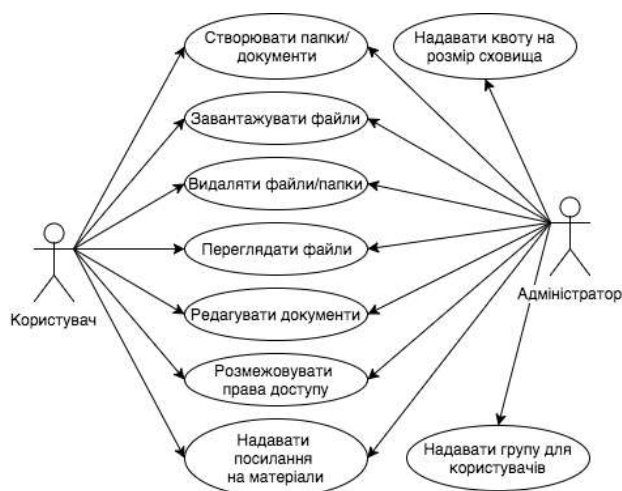 Створювати папки/
документи
Надавати квоту на
розмір сховища
Завантажувати файли
Видаляти файли/папки
Переглядати файли
Користувач
Адміністратор
Редагувати документи
Розмежовувати
права доступу
Надавати
посилання
на матеріали
Надавати групу для
користувачів